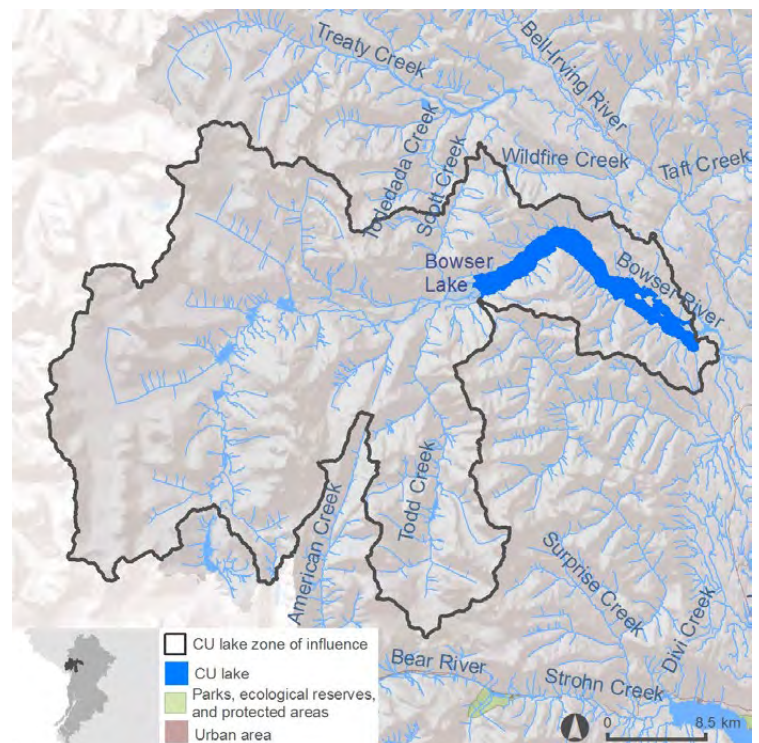 Treaty Creek
Bell-Irving River
Todedada Creek
Scott Creek
Wildfire Creek
Taft Creek
Bowser
Lake
Bowser River
American Creek
Todd Creek
Surprise Creek
Divi Creek
Bear River
Strohn Creek
CU lake zone of influence
CU lake
Parks, ecological reserves,
and protected areas
Urban area
0
8.5 km